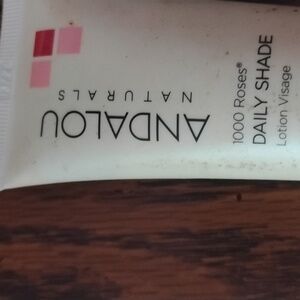 ANDALOU
NATURALS
1000 Roses®
DAILY SHADE
Lotion Visage